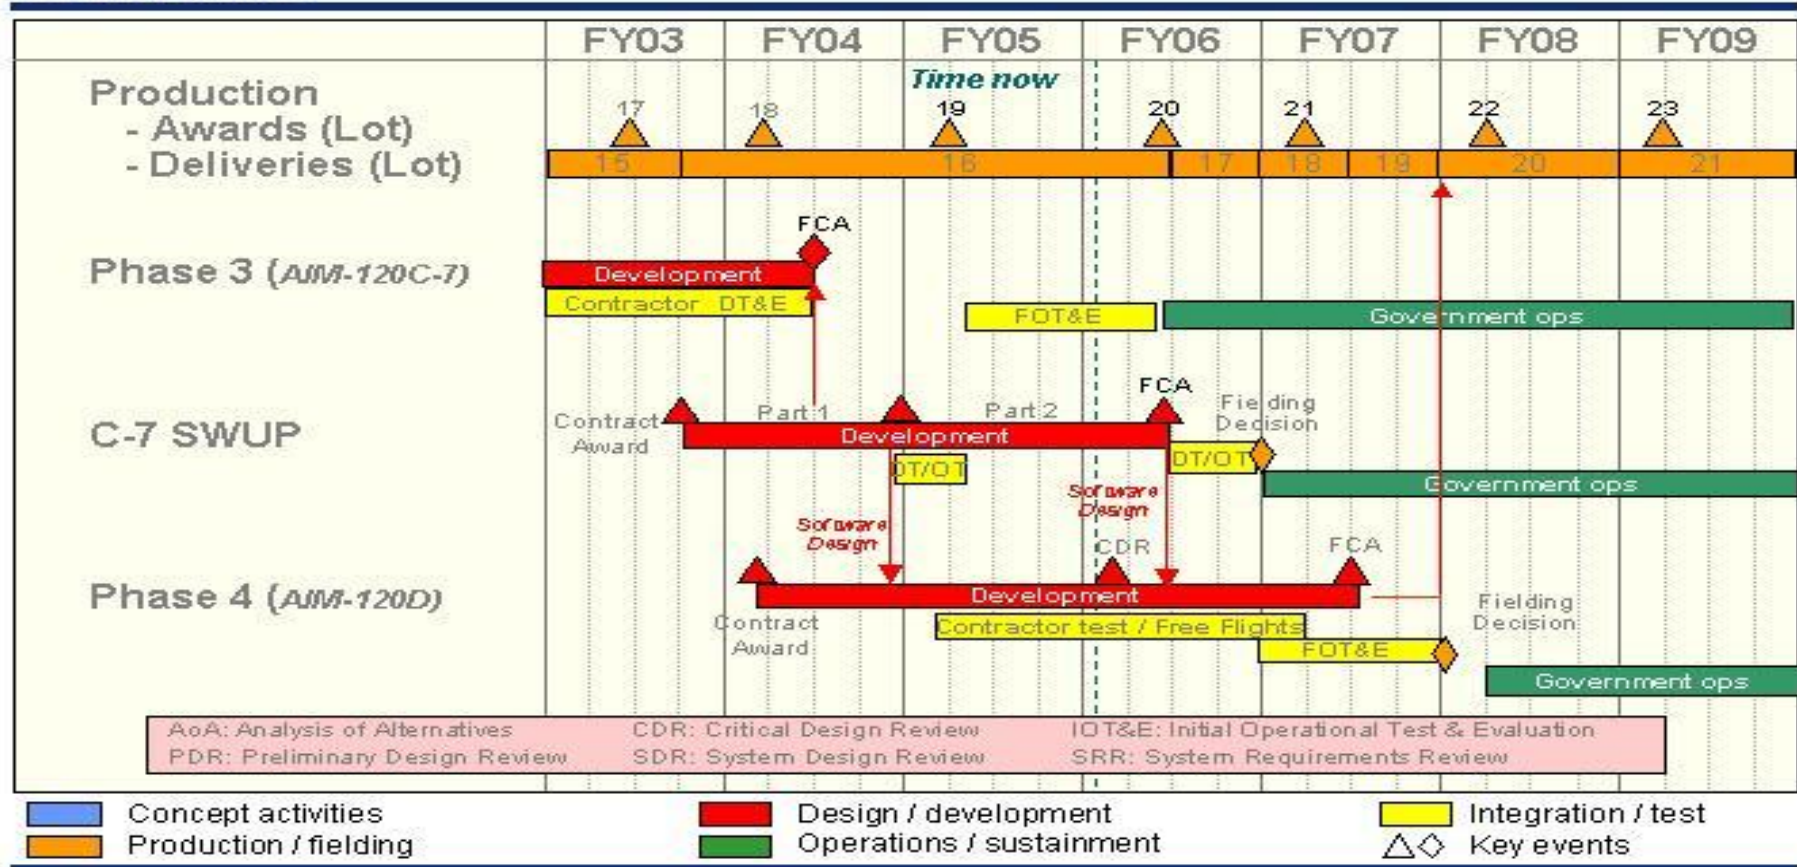 FY03 FY04 FY05 FY06 FY07 FY08 FY09
Time now
Production
- Awards (Lot)
17 18 19 20 21 22 23
- Deliveries (Lot)
15 16 17 18 19 20 21
FCA
Phase 3 (AIM-120C-7)
Development
Contractor DT&E
FOT&E
Government ops
FCA
Contract
Award
Part 1
Part 2
Fielding
Decision
C-7 SWUP
Development
DT/OT
DT/OT
Government ops
Software
Design
Software
Design
CDR
FCA
Phase 4 (AIM-120D)
Development
Contract
Award
Contractor test / Free Flights
FOT&E
Fielding
Decision
Government ops
AoA: Analysis of Alternatives CDR: Critical Design Review IOT&E: Initial Operational Test & Evaluation
PDR: Preliminary Design Review SDR: System Design Review SRR: System Requirements Review
Concept activities Design / development Integration / test
Production / fielding Operations / sustainment Key events